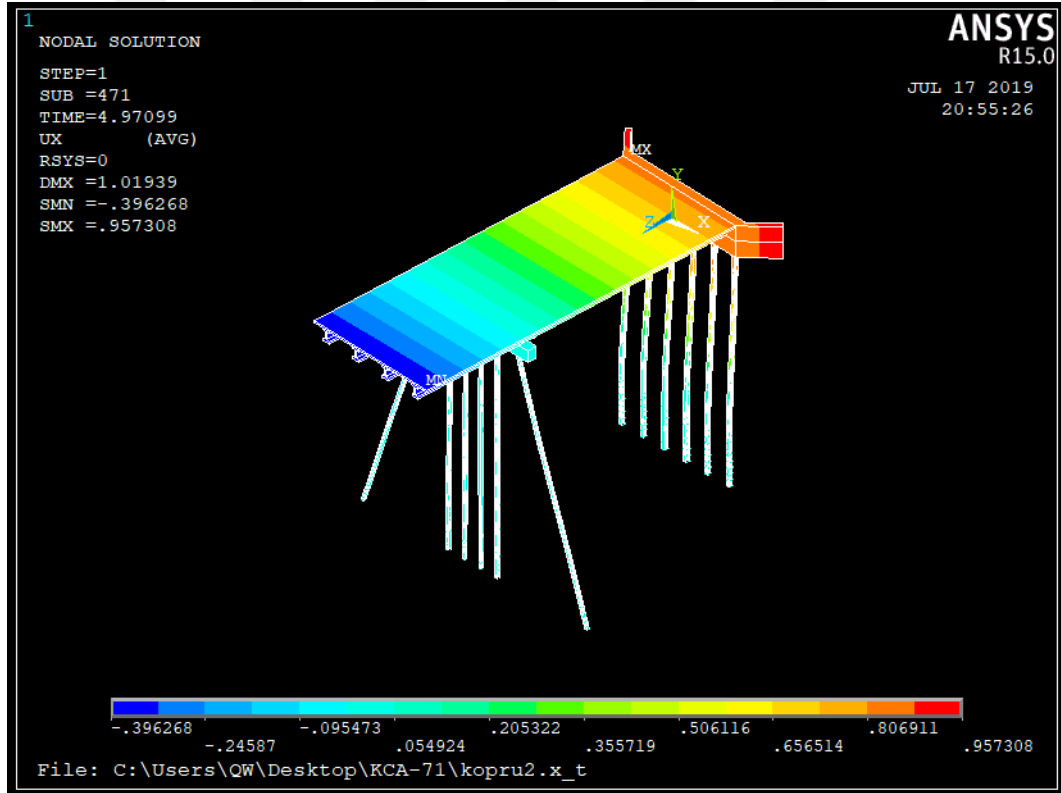 1
NODAL SOLUTION
STEP=1
SUB =471
TIME=4.97099
UX       (AVG)
RSYS=0
DMX =1.01939
SMN =-.396268
SMX =.957308
ANSYS
R15.0
JUL 17 2019
20:55:26
MX
Y
Z
X
MN
-.396268 -.095473 .205322 .506116 .806911
-.24587 .054924 .355719 .656514 .957308
File: C:\Users\QW\Desktop\KCA-71\kopru2.x_t